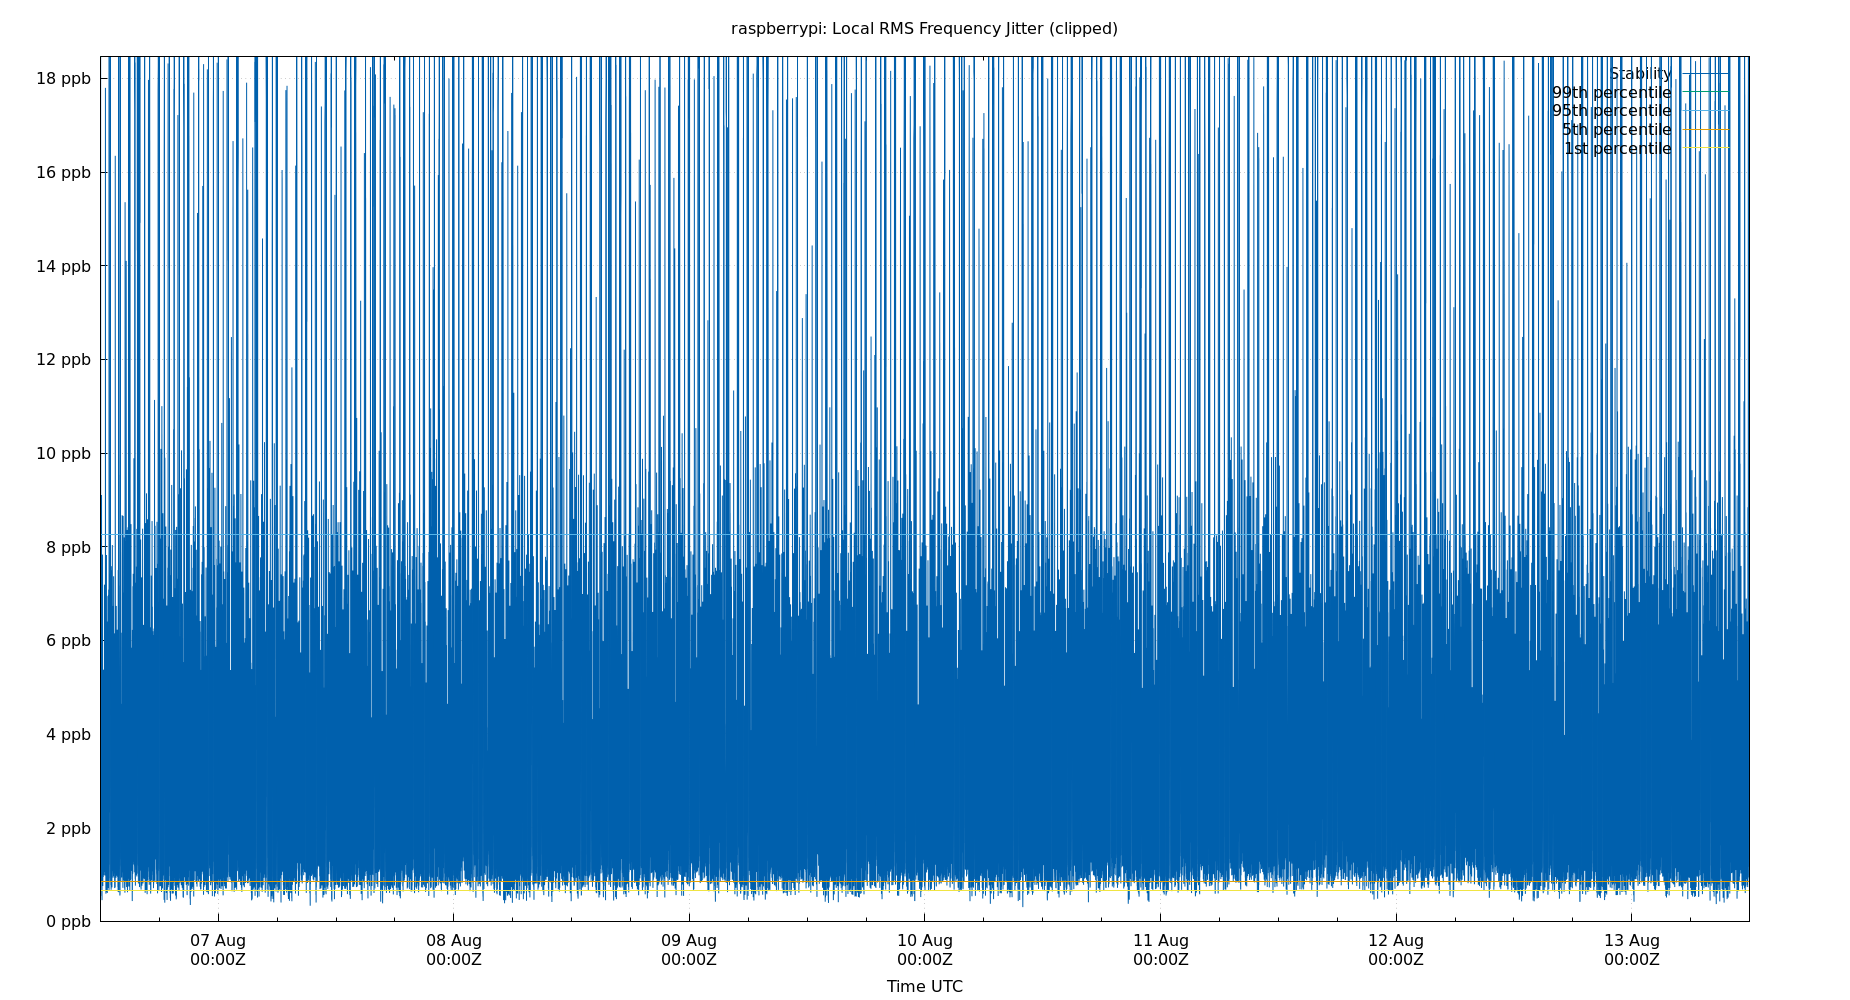 raspberrypi: Local RMS Frequency Jitter (clipped)
18 ppb
16 ppb
14 ppb
12 ppb
10 ppb
8 ppb
6 ppb
4 ppb
2 ppb
0 ppb
Stability
99th percentile
95th percentile
5th percentile
1st percentile
07 Aug
00:00Z
08 Aug
00:00Z
09 Aug
00:00Z
10 Aug
00:00Z
11 Aug
00:00Z
12 Aug
00:00Z
13 Aug
00:00Z
Time UTC